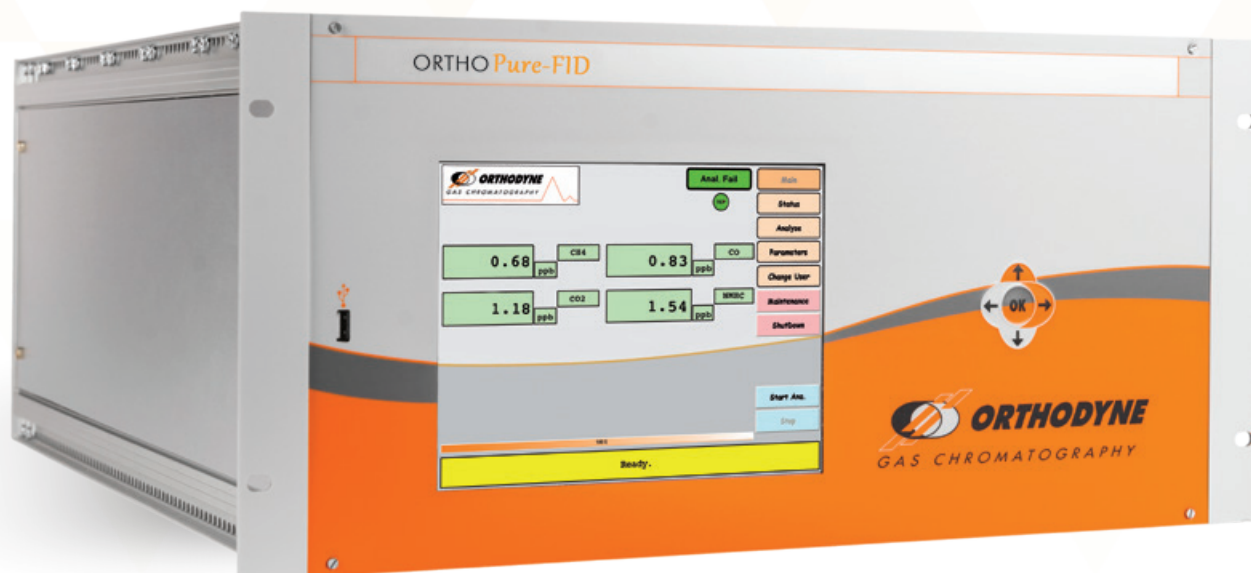 ORTHO Pure-FID
ORTHODYNE
GAS CHROMATOGRAPHY
Anal. Fail
Main
Status
Analyse
Parameters
Change User
Maintenance
ShutDown
0.68 ppb CH4
0.83 ppb CO
1.18 ppb CO2
1.54 ppb NMHC
Start Ana.
Stop
Ready.
OK
ORTHODYNE
GAS CHROMATOGRAPHY